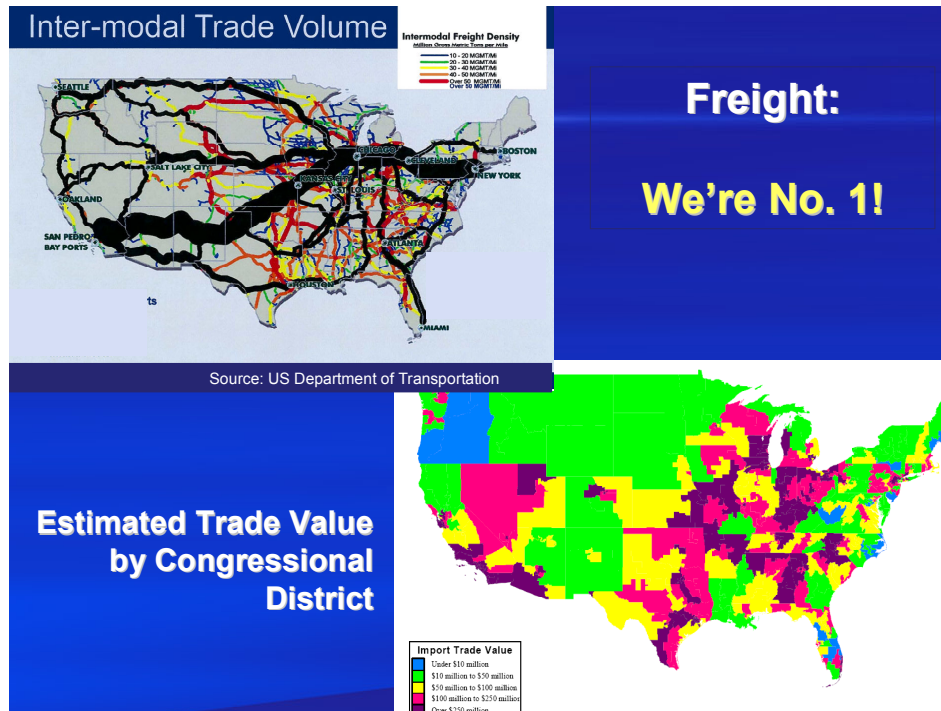 Inter-modal Trade Volume
Intermodal Freight Density
Million Gross Metric Tons per Mile
10 - 20 MGMT/Mi
20 - 30 MGMT/Mi
30 - 40 MGMT/Mi
40 - 50 MGMT/Mi
Over 50 MGMT/Mi
Over 50 MGMT/Mi
SEATTLE
CHICAGO
BOSTON
CLEVELAND
SALT LAKE CITY
NEW YORK
KANSAS CITY
ST LOUIS
OAKLAND
SAN PEDRO
BAY PORTS
ATLANTA
HOUSTON
ts
MIAMI
Source: US Department of Transportation
Freight:
We're No. 1!
Estimated Trade Value
by Congressional
District
Import Trade Value
Under $10 million
$10 million to $50 million
$50 million to $100 million
$100 million to $250 million
Over $250 million